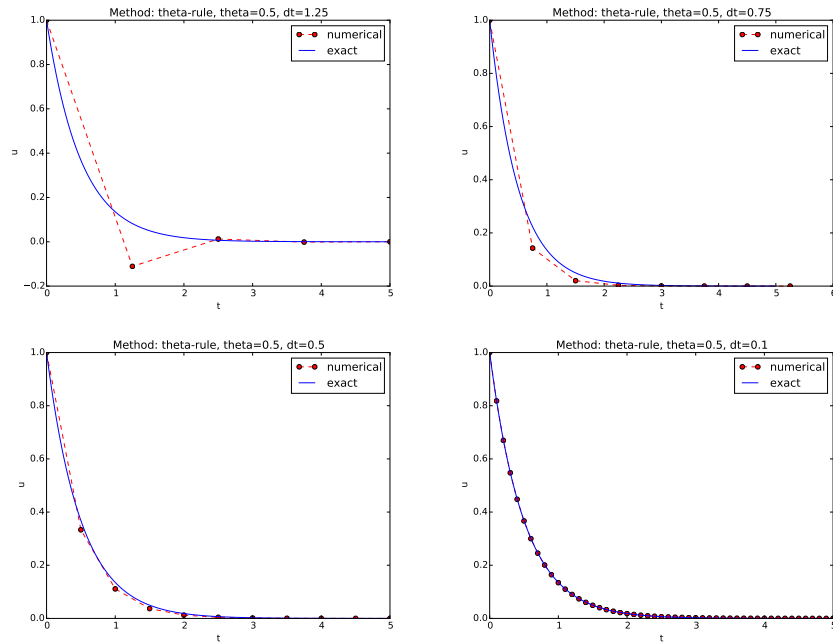 Method: theta-rule, theta=0.5, dt=1.25
1.0
0.8
0.6
0.4
0.2
0.0
−0.2
u
0 1 2 3 4 5
t
numerical
exact
Method: theta-rule, theta=0.5, dt=0.75
1.0
0.8
0.6
0.4
0.2
0.0
u
0 1 2 3 4 5 6
t
numerical
exact
Method: theta-rule, theta=0.5, dt=0.5
1.0
0.8
0.6
0.4
0.2
0.0
u
0 1 2 3 4 5
t
numerical
exact
Method: theta-rule, theta=0.5, dt=0.1
1.0
0.8
0.6
0.4
0.2
0.0
u
0 1 2 3 4 5
t
numerical
exact